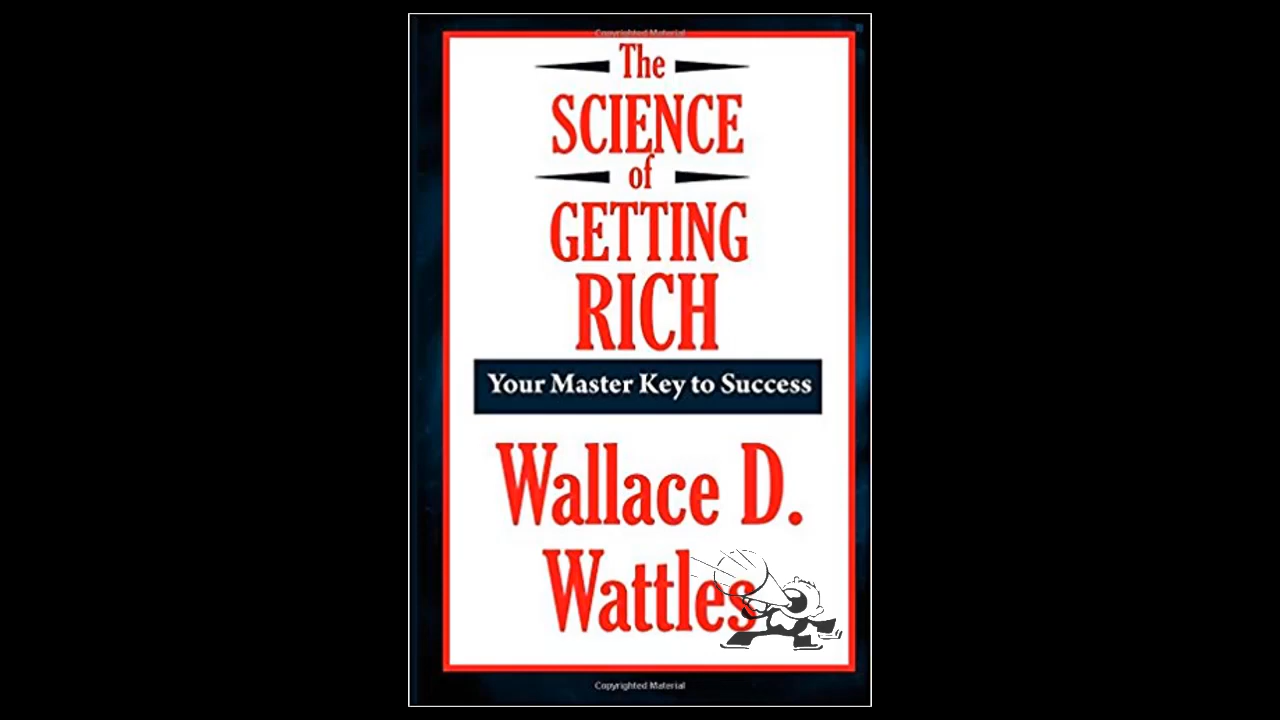 Copyrighted Material
The
SCIENCE
of
GETTING
RICH
Your Master Key to Success
Wallace D.
Wattles
Copyrighted Material